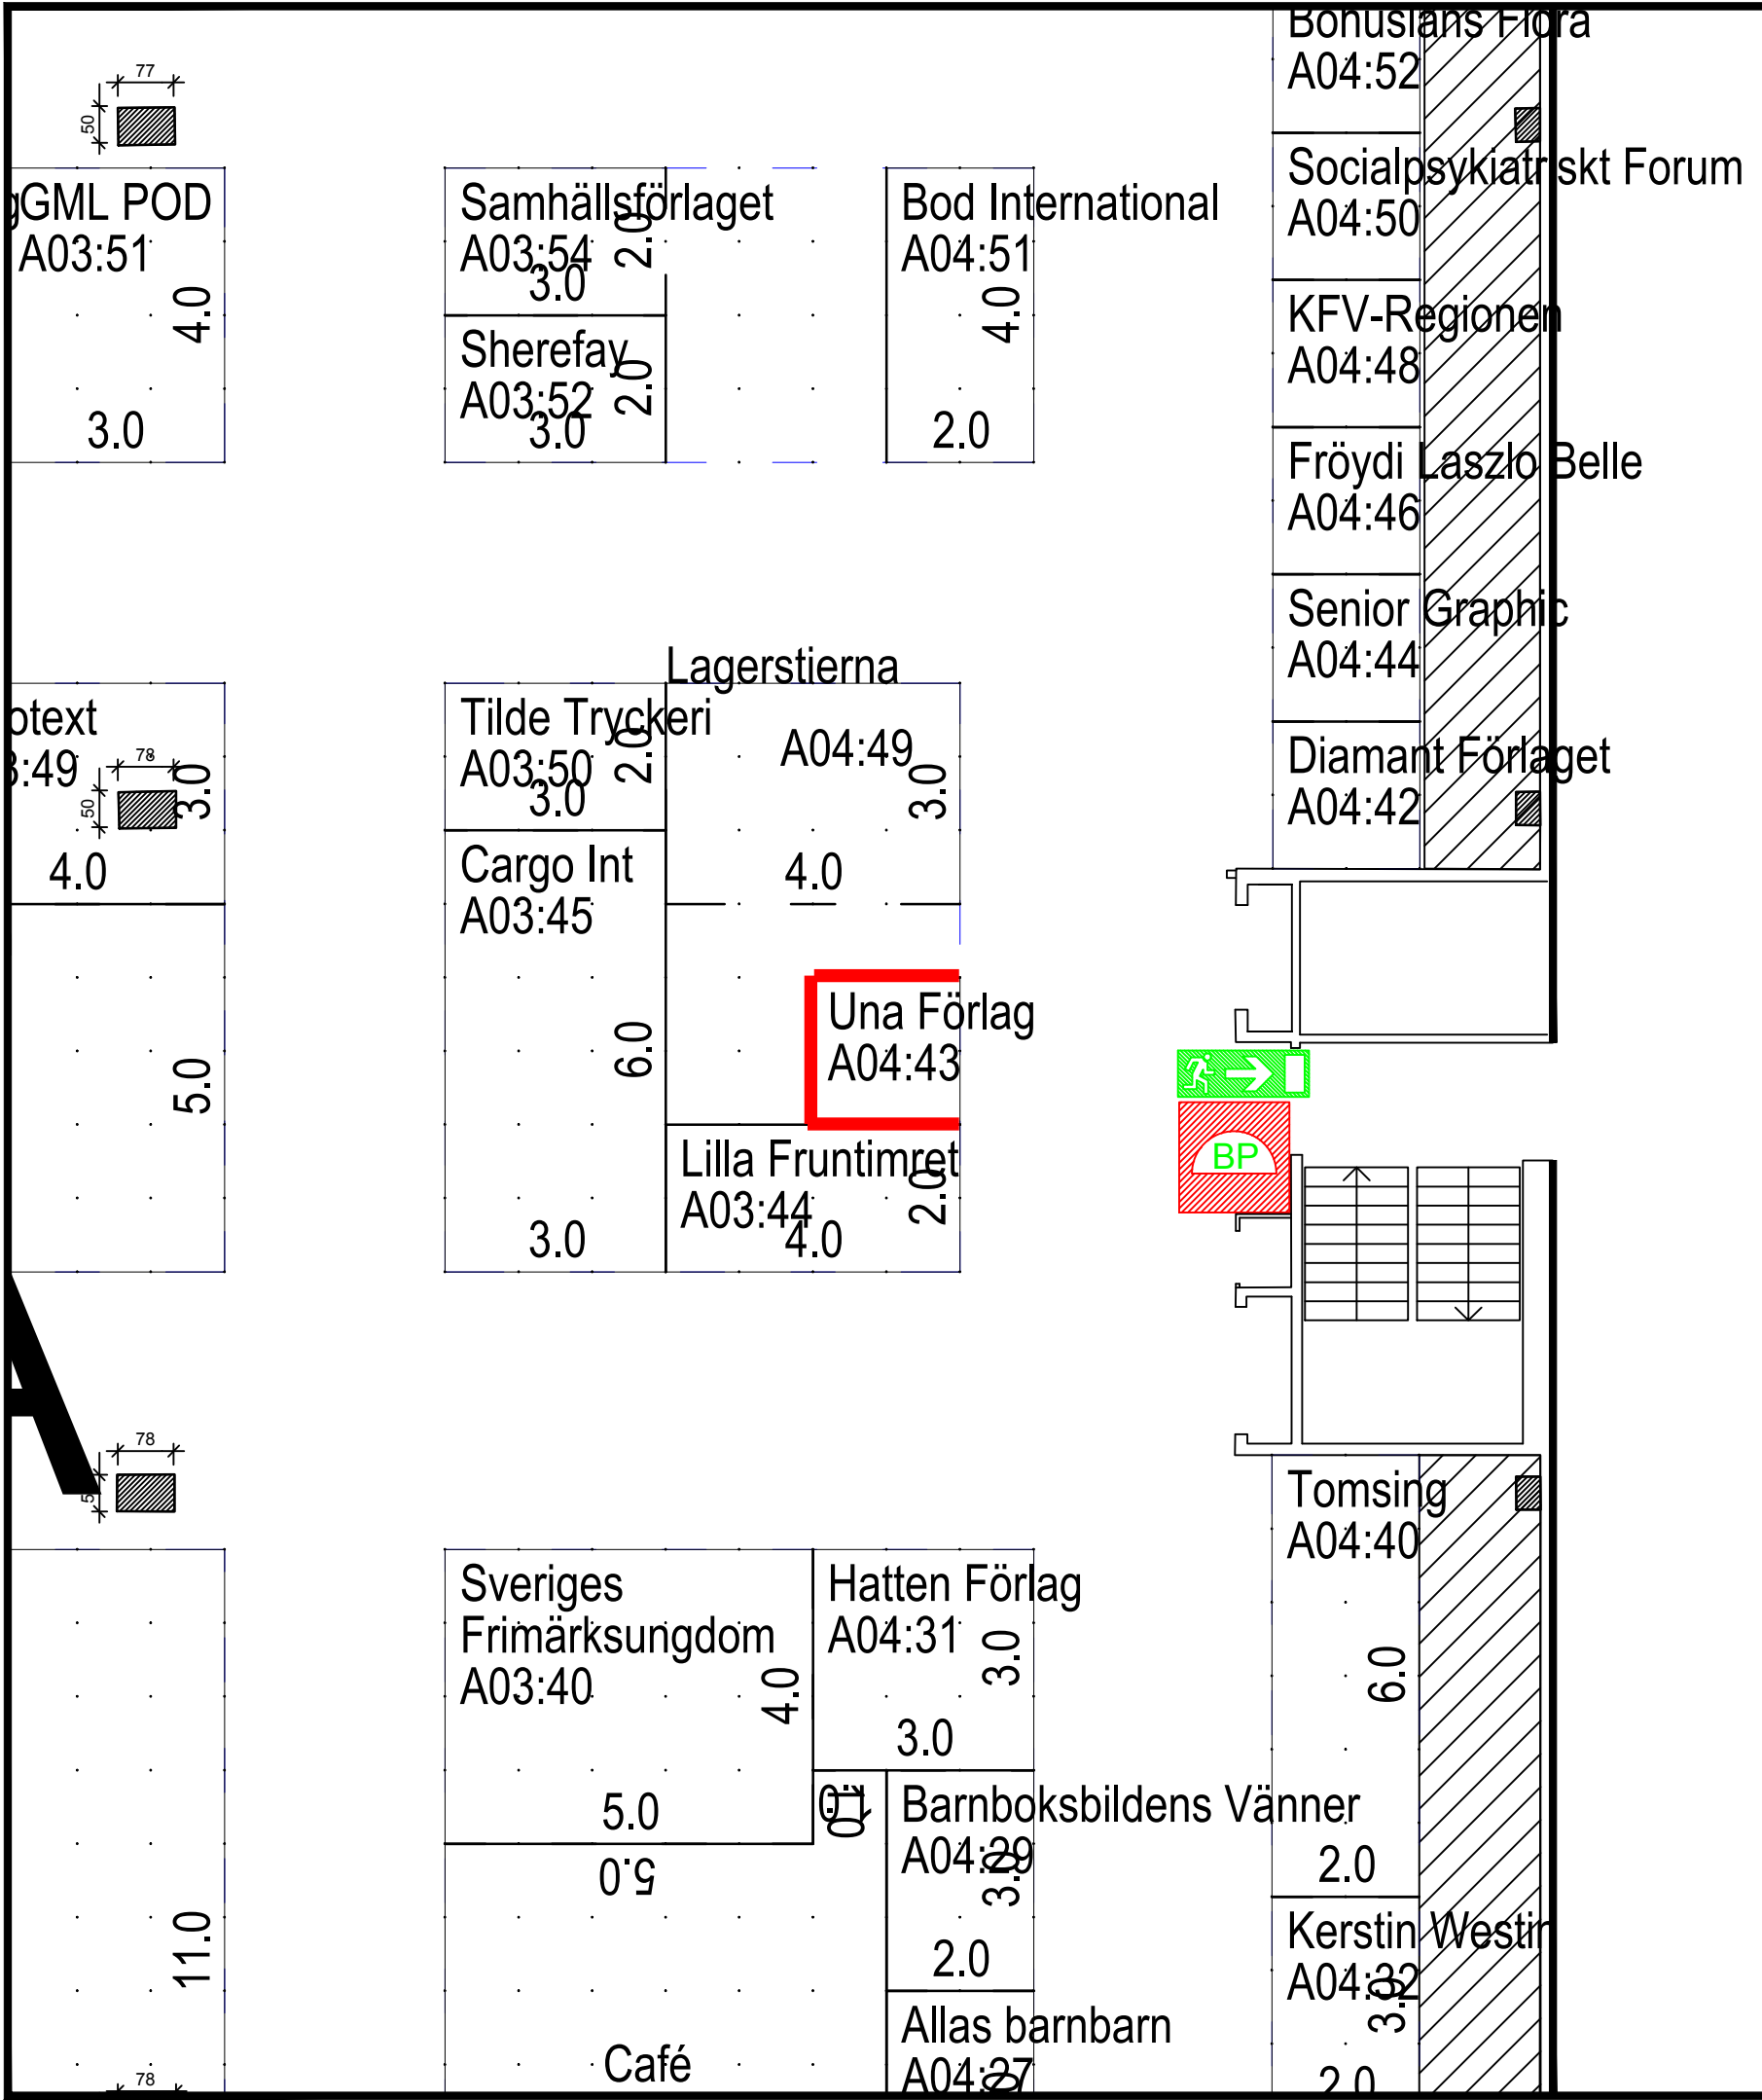 Bohusläns Flora
A04:52
77
50
GML POD
A03:51
4.0
3.0
Samhällsförlaget
A03:54
2.0
3.0
Sherefay
A03:52
2.0
3.0
Bod International
A04:51
4.0
2.0
Socialpsykiatriskt Forum
A04:50
KFV-Regionen
A04:48
Fröydi Laszlo Belle
A04:46
Senior Graphic
A04:44
Diamant Förlaget
A04:42
otext
3:49
78
50
3.0
4.0
5.0
Tilde Tryckeri
A03:50
2.0
3.0
Lagerstierna
A04:49
3.0
4.0
Cargo Int
A03:45
6.0
3.0
Una Förlag
A04:43
Lilla Fruntimret
A03:44
2.0
4.0
BP
A
78
5
11.0
78
Sveriges
Frimärksungdom
A03:40
4.0
5.0
5.0
Café
Hatten Förlag
A04:31
3.0
3.0
Barnboksbildens Vänner
A04:29
3.0
2.0
Allas barnbarn
A04:27
Tomsing
A04:40
6.0
2.0
Kerstin Westin
A04:32
3.0
2.0